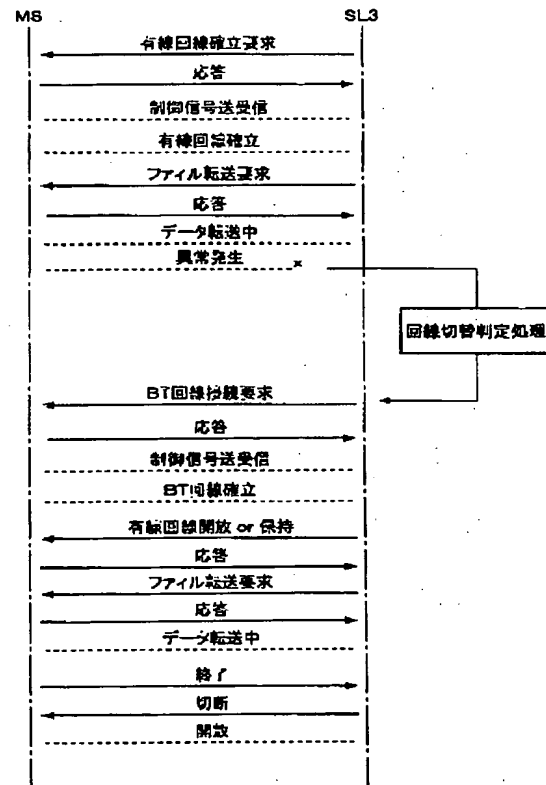 MS
SL3
有線回線確立要求
応答
制御信号送受信
有線回線確立
ファイル転送要求
応答
データ転送中
異常発生
×
回線切替判定処理
BT回線接続要求
応答
制御信号送受信
BT回線確立
有線回線開放 or 保持
応答
ファイル転送要求
応答
データ転送中
終了
切断
開放